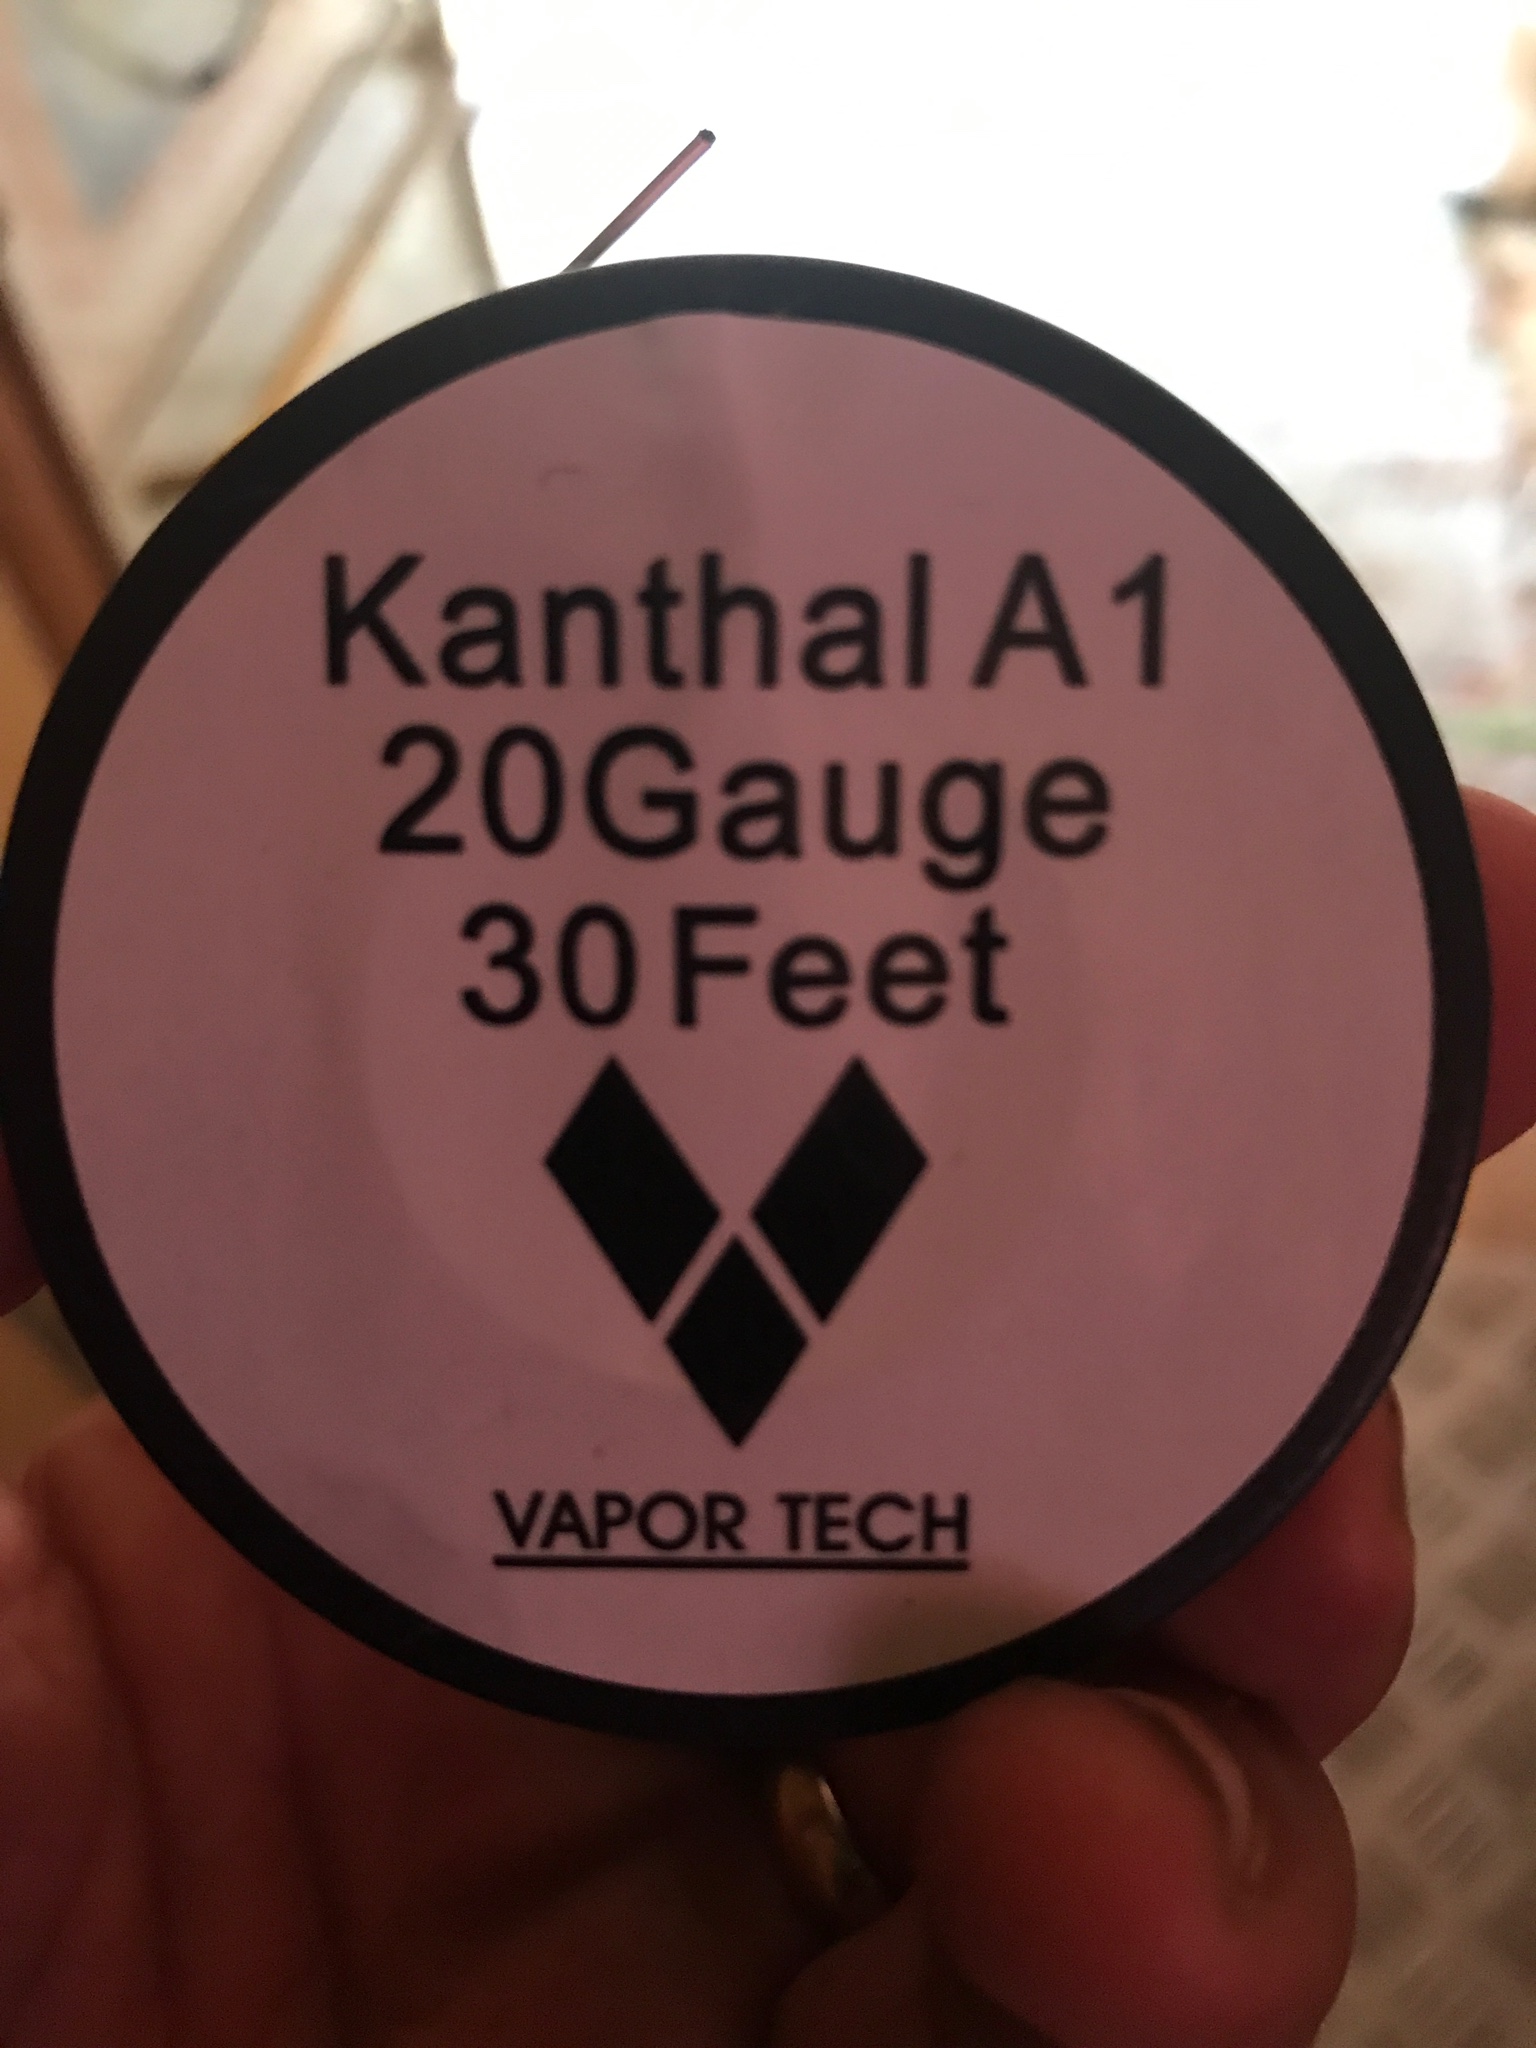 Kanthal A1
20Gauge
30Feet
VAPOR TECH